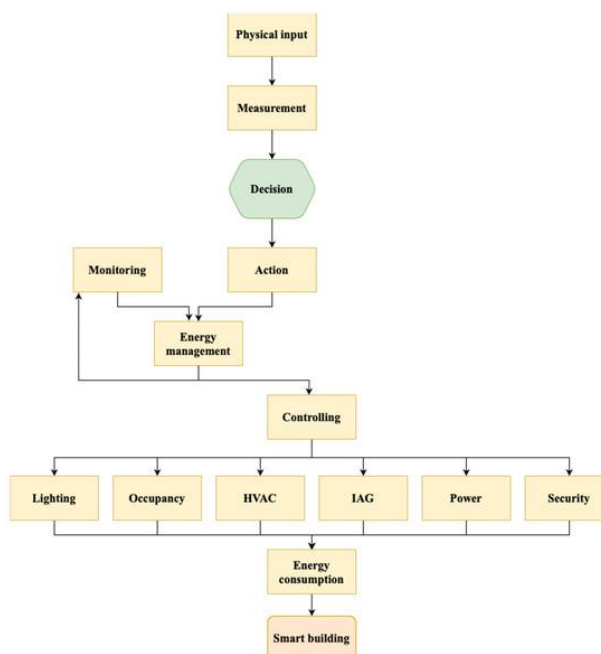 Physical input
Measurement
Decision
Monitoring
Action
Energy
management
Controlling
Lighting
Occupancy
HVAC
IAG
Power
Security
Energy
consumption
Smart building